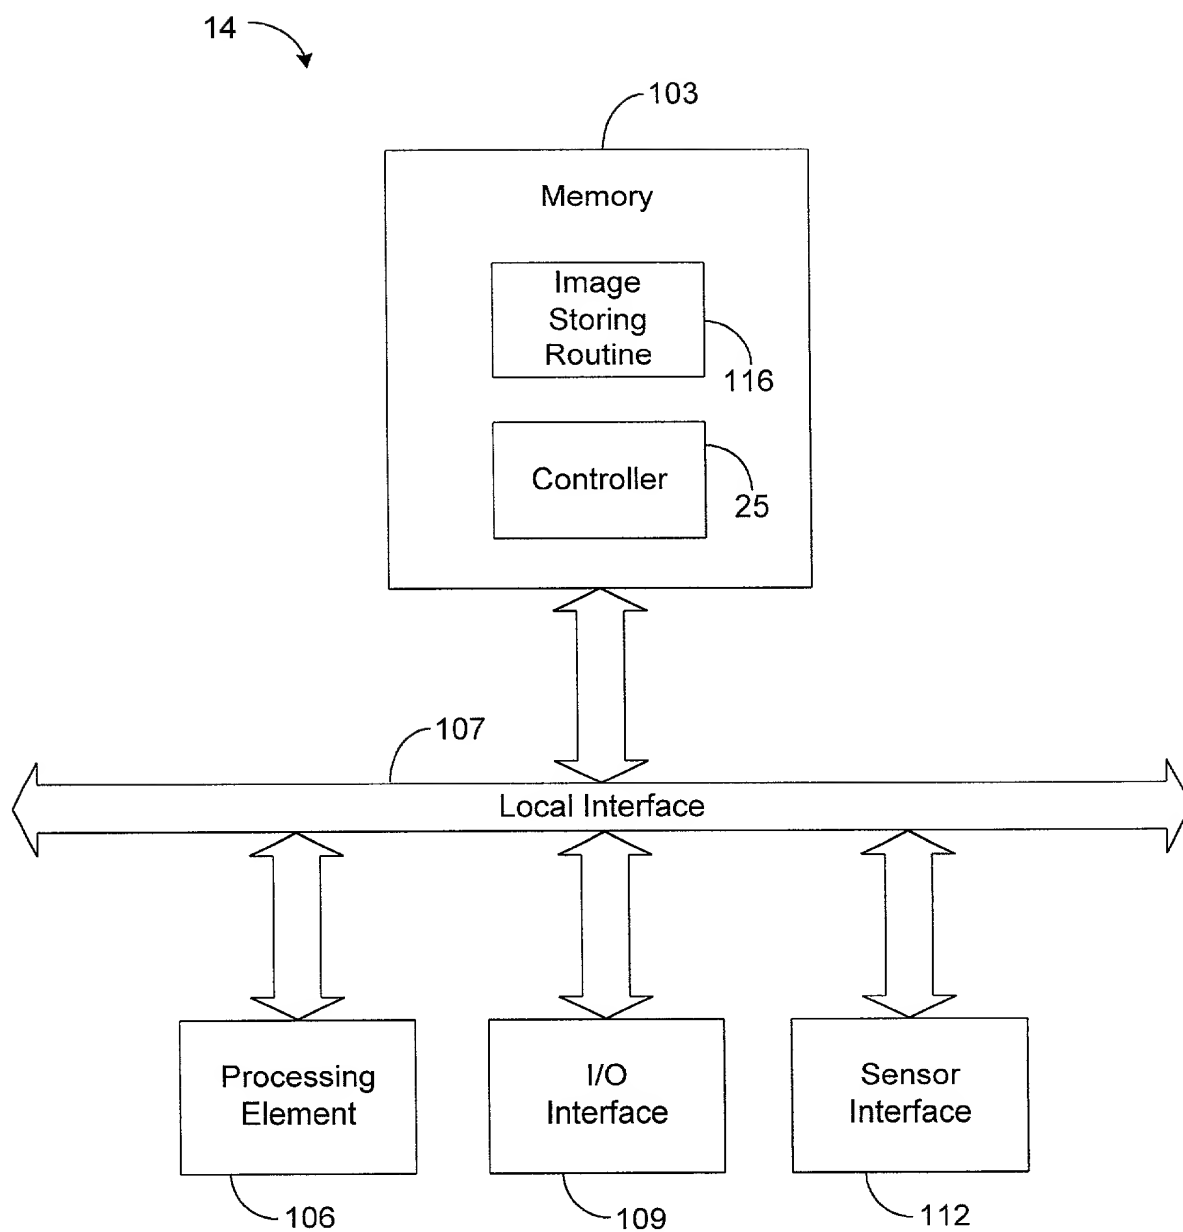 14
103
Memory
Image
Storing
Routine
116
Controller
25
107
Local Interface
Processing
Element
I/O
Interface
Sensor
Interface
106
109
112